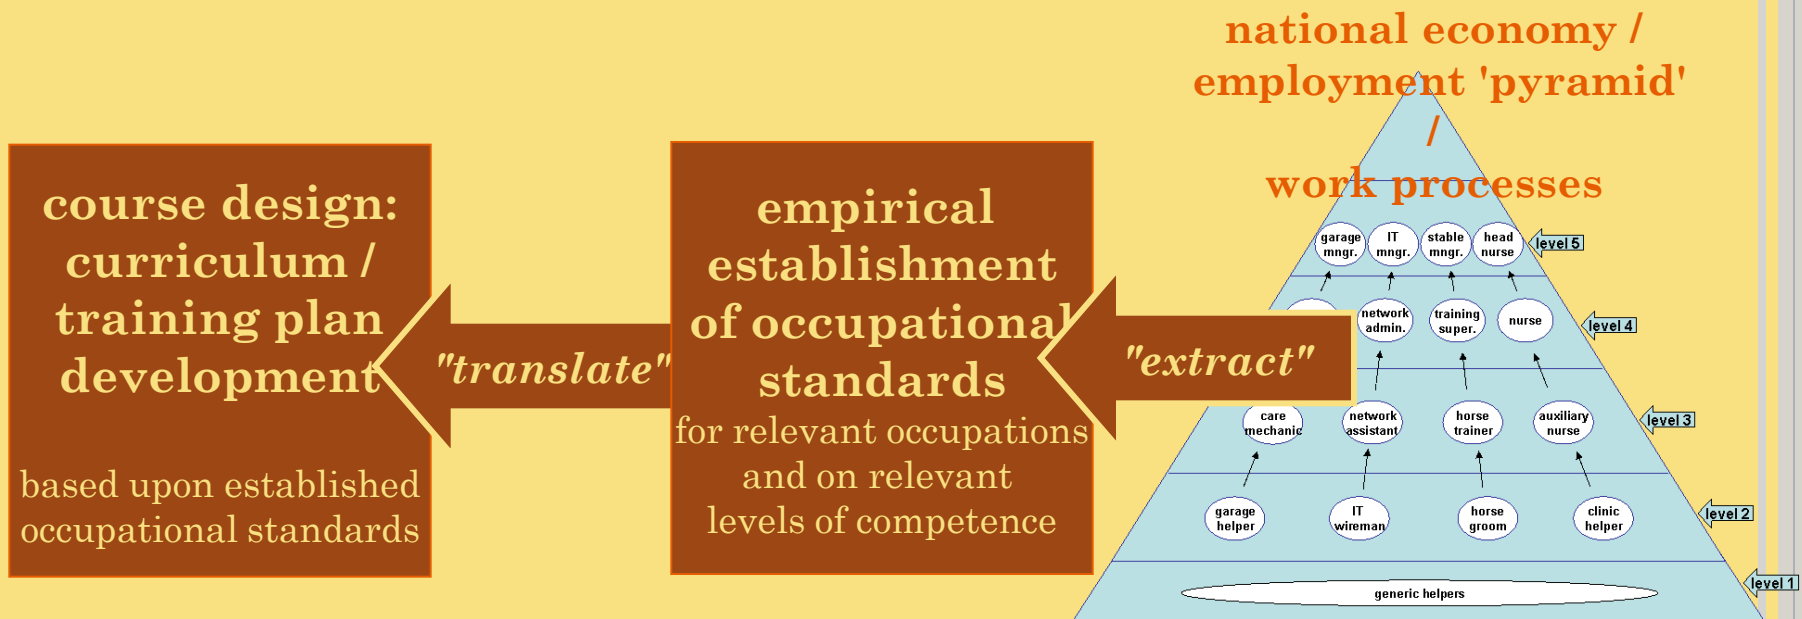 national economy /
employment 'pyramid'
/
work processes
course design:
curriculum /
training plan
development
based upon established
occupational standards
"translate"
empirical
establishment
of occupational
standards
for relevant occupations
and on relevant
levels of competence
"extract"
garage
mngr.
IT
mngr.
stable
mngr.
head
nurse
level 5
network
admin.
training
super.
nurse
level 4
care
mechanic
network
assistant
horse
trainer
auxiliary
nurse
level 3
garage
helper
IT
wireman
horse
groom
clinic
helper
level 2
generic helpers
level 1